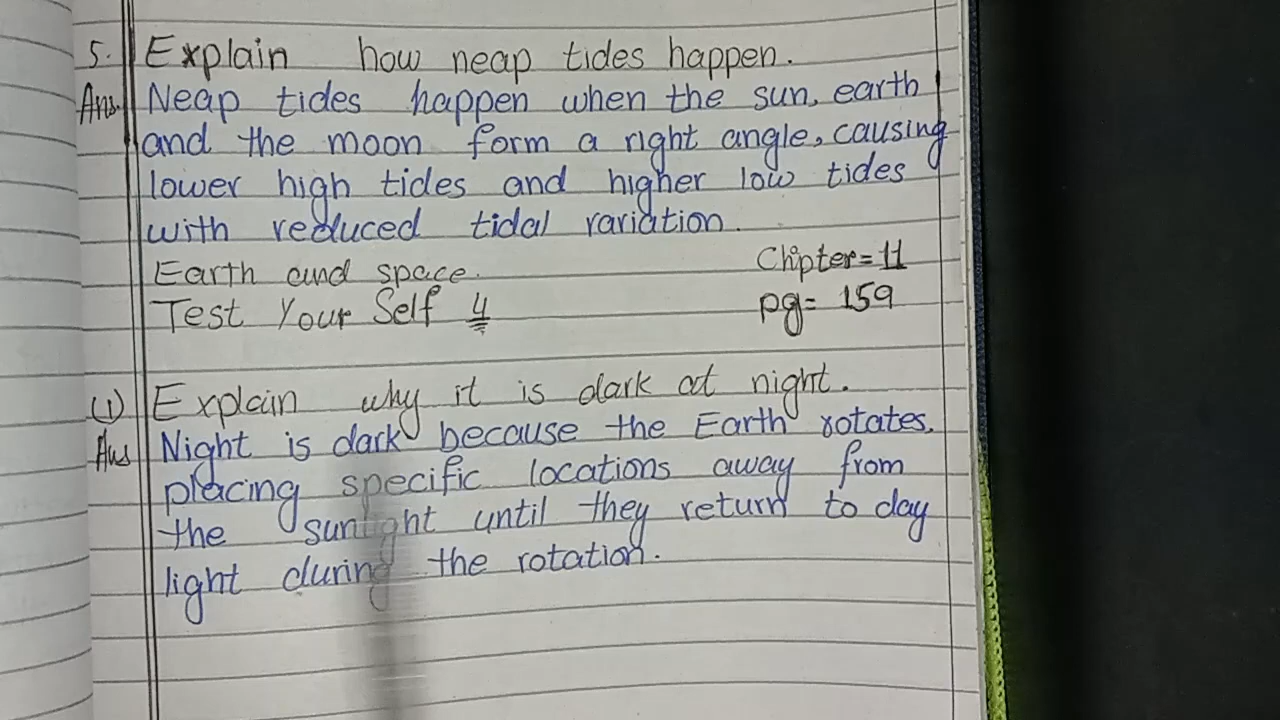 5. Explain how neap tides happen.
Ans. Neap tides happen when the sun, earth
and the moon form a right angle, causing
lower high tides and higher low tides
with reduced tidal variation.
Earth and space. Chipter=11
Test Your Self 4 pg= 159
(1) Explain why it is dark at night.
Ans Night is dark because the Earth rotates,
placing specific locations away from
the sunlight until they return to day
light during the rotation.